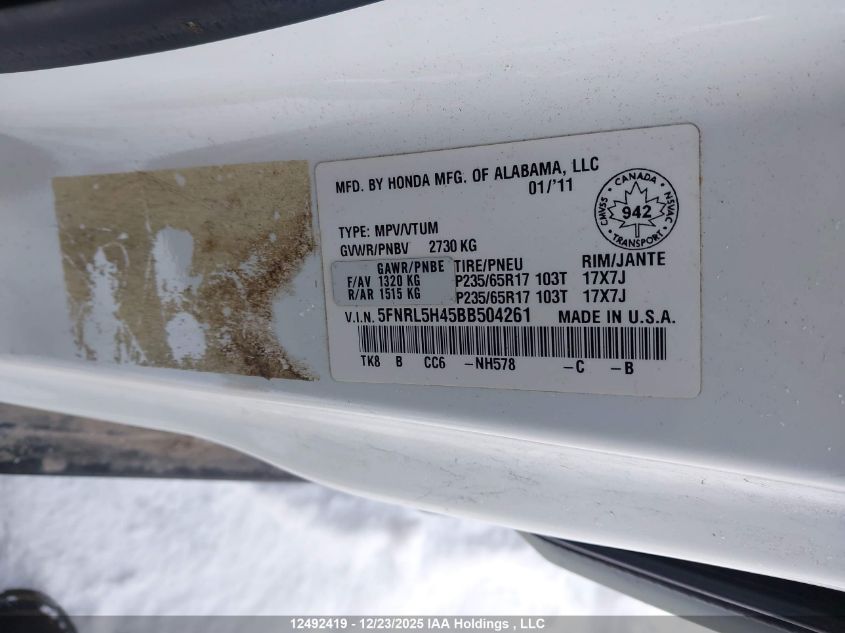 MFD. BY HONDA MFG. OF ALABAMA, LLC
01/'11
CANADA
CMVSS
942
NSVAC
TRANSPORT
TYPE: MPV/VTUM
GVWR/PNBV 2730 KG
GAWR/PNBE TIRE/PNEU RIM/JANTE
F/AV 1320 KG P235/65R17 103T 17X7J
R/AR 1515 KG P235/65R17 103T 17X7J
V.I.N. 5FNRL5H45BB504261 MADE IN U.S.A.
TK8 B CC6 -NH578 -C -B
12492419 - 12/23/2025 IAA Holdings , LLC